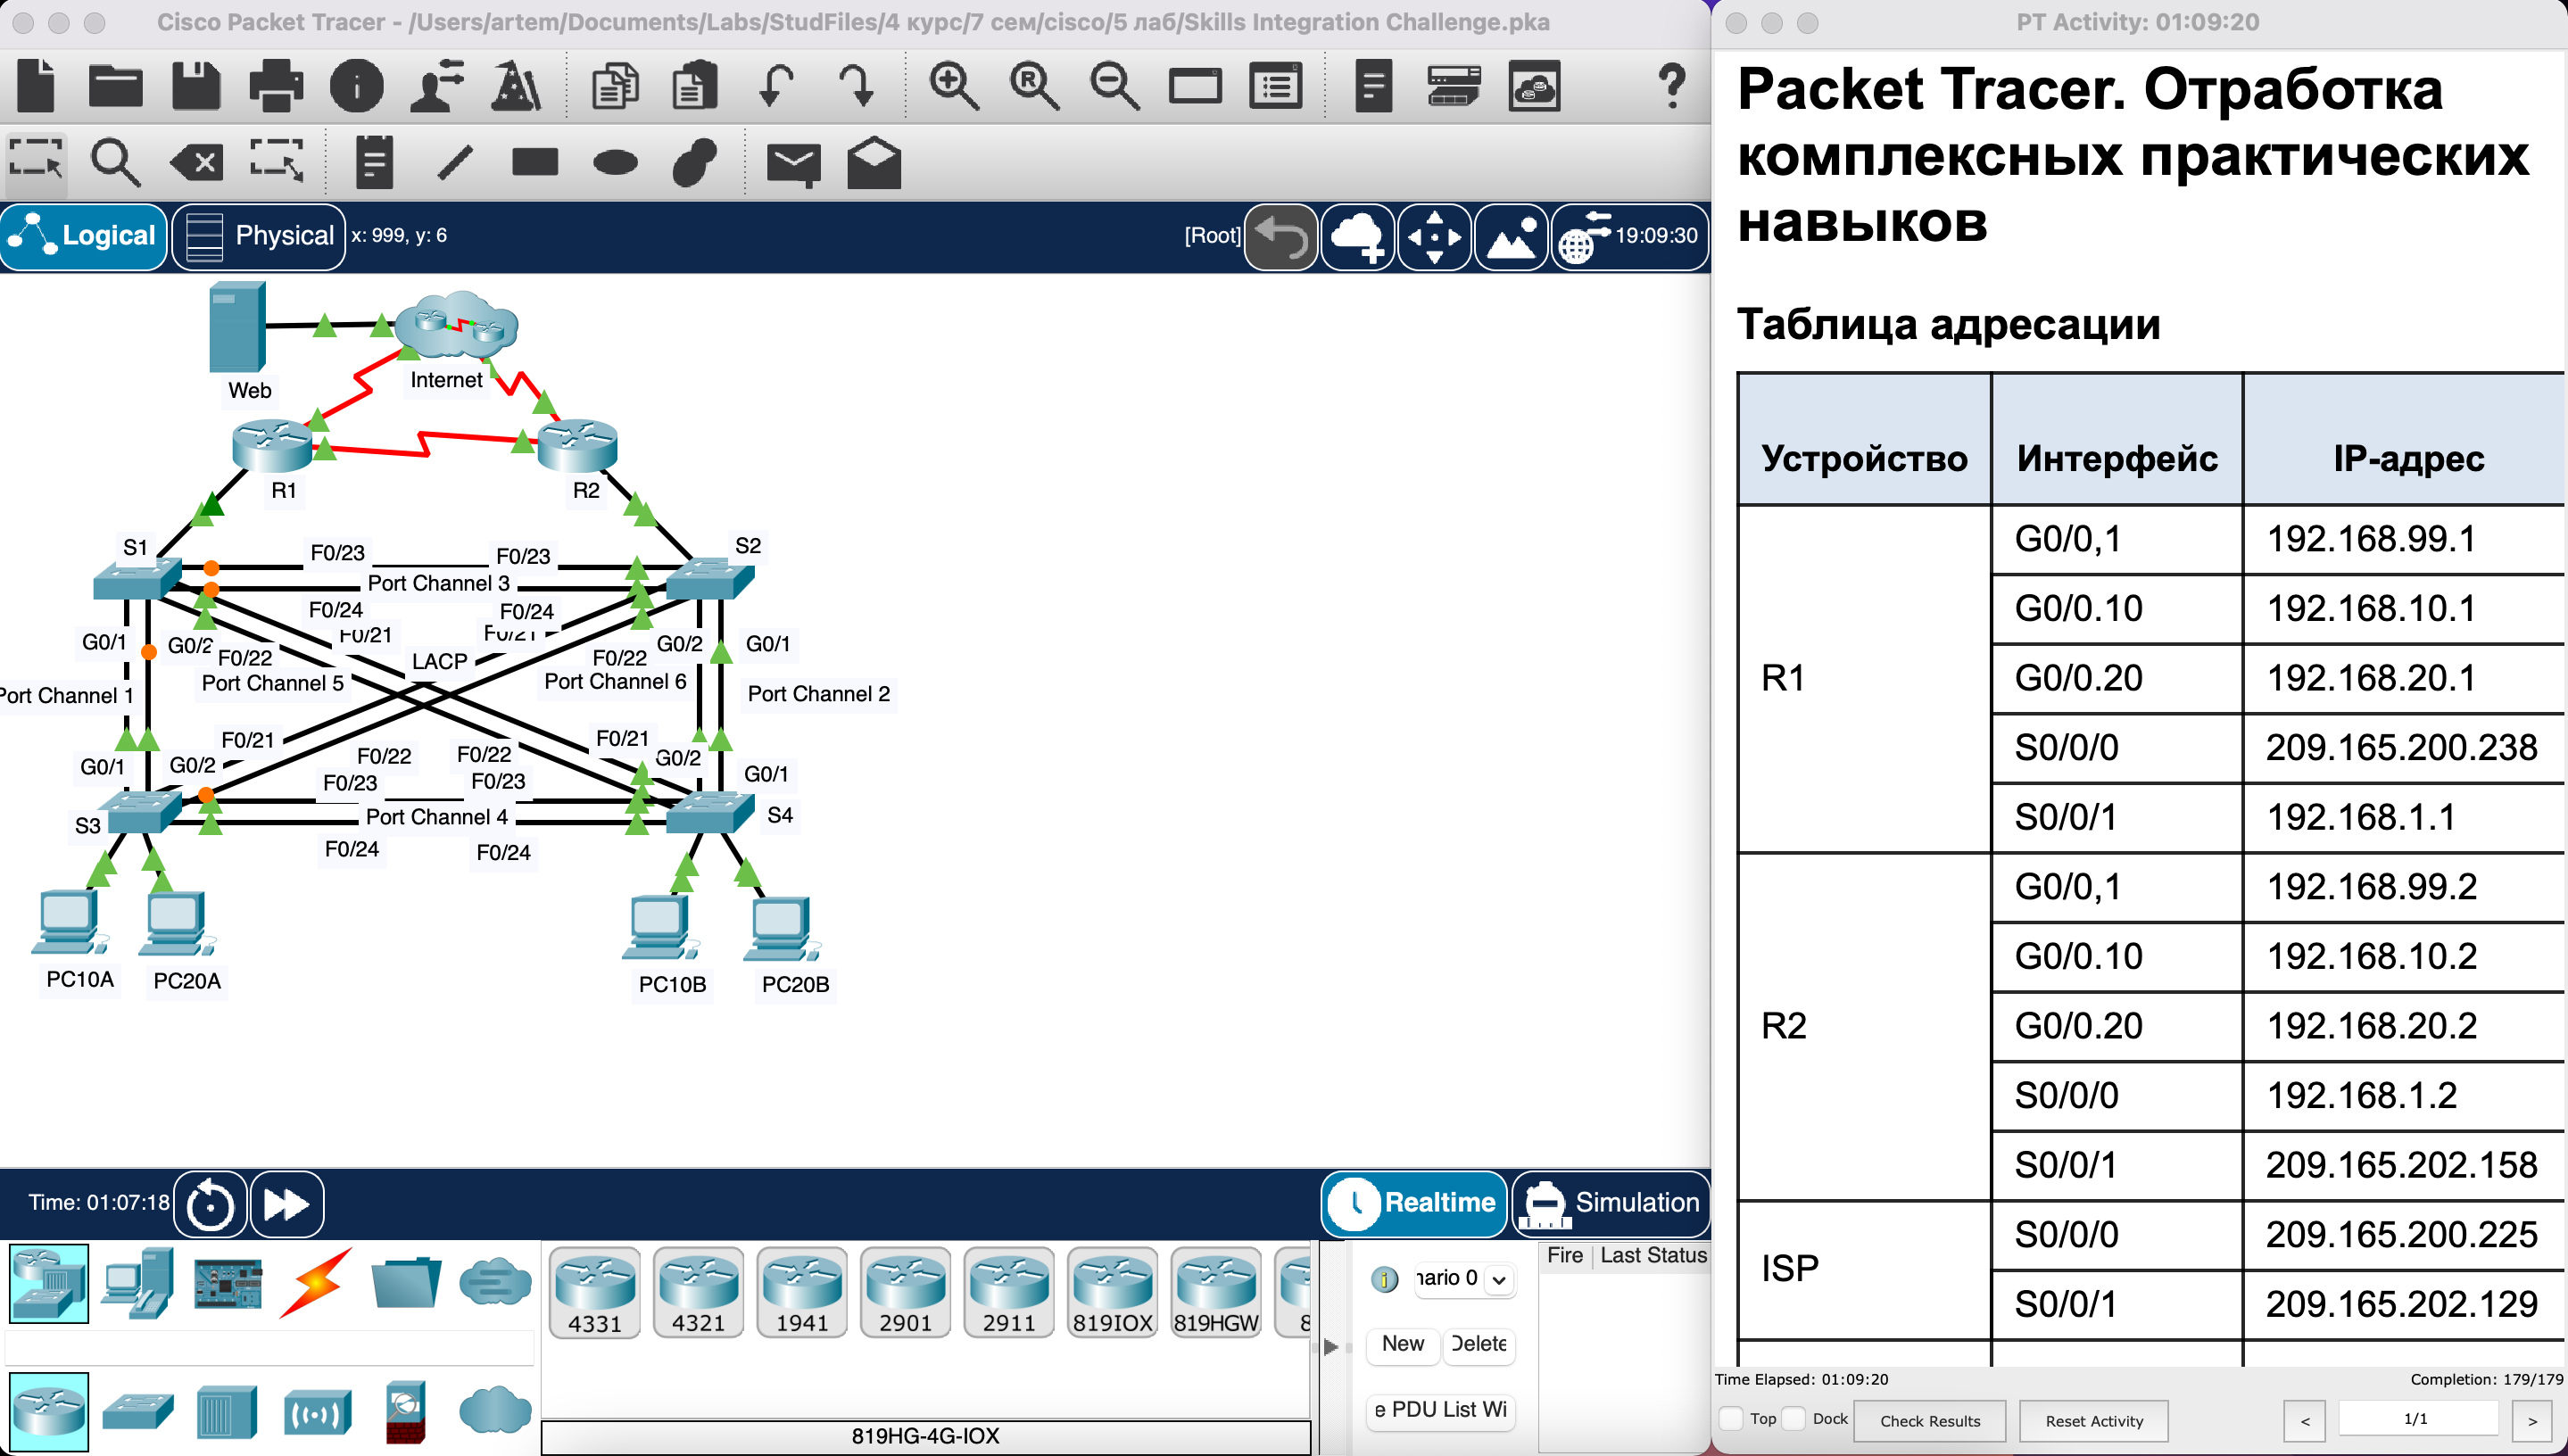 Cisco Packet Tracer - /Users/artem/Documents/Labs/StudFiles/4 курс/7 сем/cisco/5 лаб/Skills Integration Challenge.pka
Logical
Physical
x: 999, y: 6
[Root]
19:09:30
Web
Internet
R1
R2
S1
S2
F0/23
F0/23
Port Channel 3
F0/24
F0/24
F0/21
F0/21
G0/1
G0/2
G0/2
G0/1
F0/22
LACP
F0/22
Port Channel 5
Port Channel 6
Port Channel 1
Port Channel 2
F0/21
F0/21
F0/22
F0/22
G0/2
G0/1
G0/2
F0/23
F0/23
G0/1
S3
Port Channel 4
S4
F0/24
F0/24
PC10A
PC20A
PC10B
PC20B
Time: 01:07:18
Realtime
Simulation
4331
4321
1941
2901
2911
819IOX
819HGW
8
819HG-4G-IOX
nario 0
New
Delete
e PDU List Wi
Fire
Last Status
PT Activity: 01:09:20
Packet Tracer. Отработка
комплексных практических
навыков
Таблица адресации
Устройство Интерфейс IP-адрес
R1
G0/0,1 192.168.99.1
G0/0.10 192.168.10.1
G0/0.20 192.168.20.1
S0/0/0 209.165.200.238
S0/0/1 192.168.1.1
R2
G0/0,1 192.168.99.2
G0/0.10 192.168.10.2
G0/0.20 192.168.20.2
S0/0/0 192.168.1.2
S0/0/1 209.165.202.158
ISP
S0/0/0 209.165.200.225
S0/0/1 209.165.202.129
Time Elapsed: 01:09:20
Completion: 179/179
Top
Dock
Check Results
Reset Activity
<
1/1
>